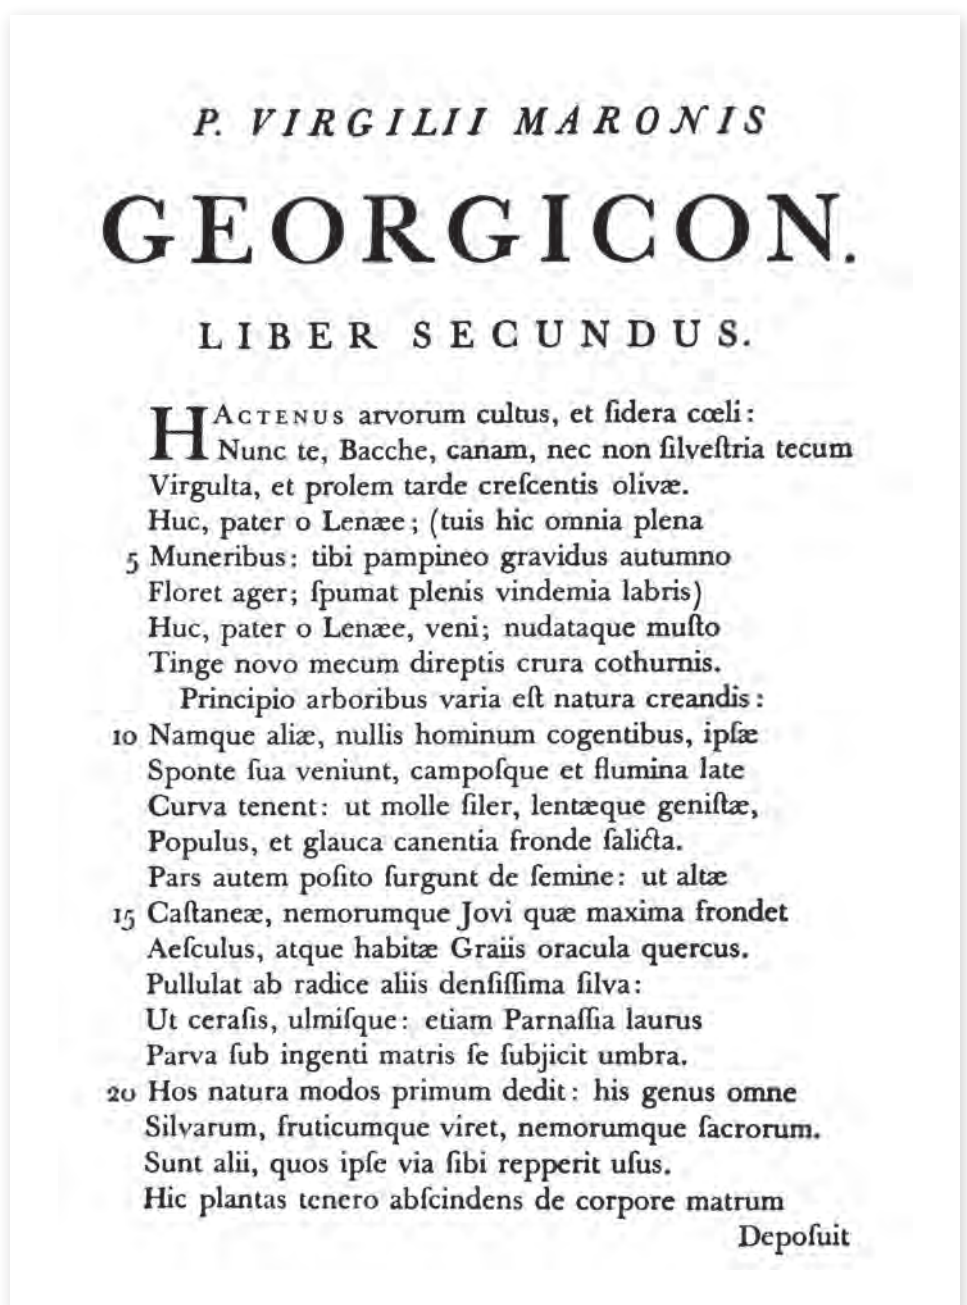 P. VIRGILII MARONIS
GEORGICON.
LIBER SECUNDUS.
HACTENUS arvorum cultus, et ſidera cœli:
Nunc te, Bacche, canam, nec non ſilveſtria tecum
Virgulta, et prolem tarde creſcentis olivæ.
Huc, pater o Lenæe; (tuis hic omnia plena
5 Muneribus: tibi pampineo gravidus autumno
Floret ager; ſpumat plenis vindemia labris)
Huc, pater o Lenæe, veni; nudataque muſto
Tinge novo mecum direptis crura cothurnis.
Principio arboribus varia eſt natura creandis:
10 Namque aliæ, nullis hominum cogentibus, ipſæ
Sponte ſua veniunt, campoſque et flumina late
Curva tenent: ut molle ſiler, lentæque geniſtæ,
Populus, et glauca canentia fronde ſalicta.
Pars autem poſito ſurgunt de ſemine: ut altæ
15 Caſtaneæ, nemorumque Jovi quæ maxima frondet
Aeſculus, atque habitæ Graiis oracula quercus.
Pullulat ab radice aliis denſiſſima ſilva:
Ut ceraſis, ulmiſque: etiam Parnaſſia laurus
Parva ſub ingenti matris ſe ſubjicit umbra.
20 Hos natura modos primum dedit: his genus omne
Silvarum, fruticumque viret, nemorumque ſacrorum.
Sunt alii, quos ipſe via ſibi repperit uſus.
Hic plantas tenero abſcindens de corpore matrum
Depoſuit